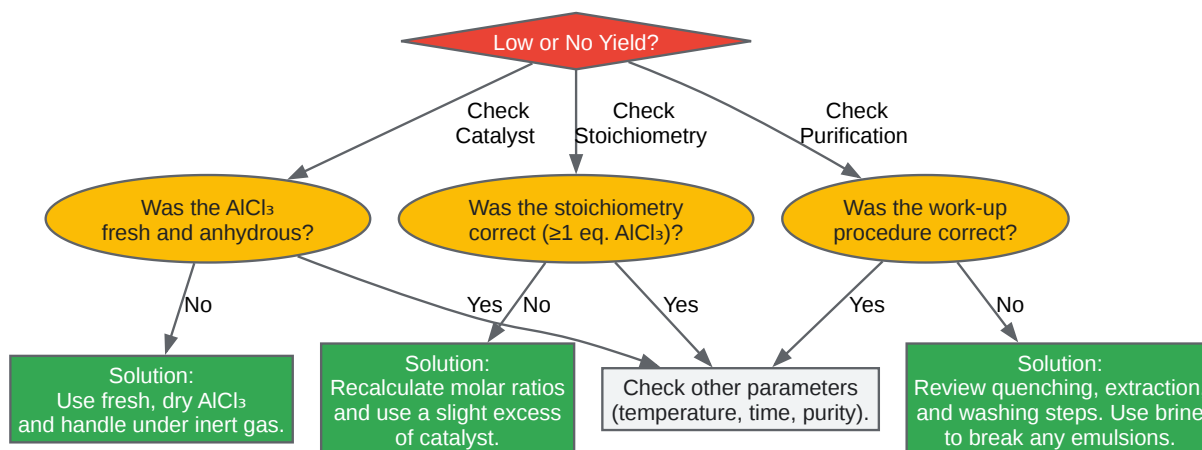 Low or No Yield?
Check
Catalyst
Check
Stoichiometry
Check
Purification
Was the AlCl₃
fresh and anhydrous?
Was the stoichiometry
correct (≥1 eq. AlCl₃)?
Was the work-up
procedure correct?
No
Yes
No
Yes
Yes
No
Solution:
Use fresh, dry AlCl₃
and handle under inert gas.
Solution:
Recalculate molar ratios
and use a slight excess
of catalyst.
Check other parameters
(temperature, time, purity).
Solution:
Review quenching, extraction
and washing steps. Use brine
to break any emulsions.